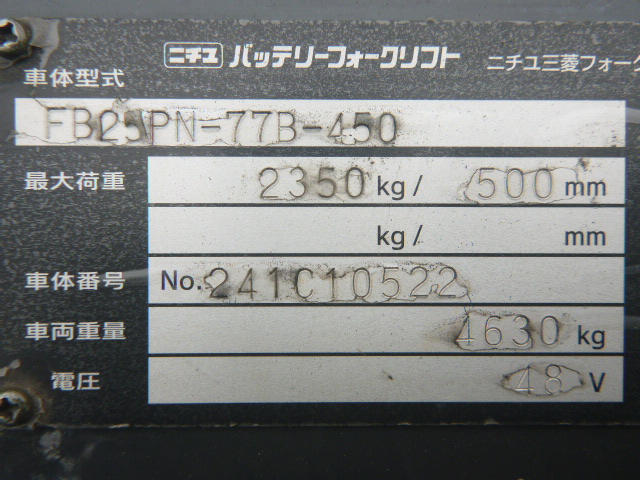 ニチユ バッテリーフォークリフト ニチユ三菱フォーク
車体型式
FB25PN-77B-450
最大荷重 2350 kg / 500 mm
kg / mm
車体番号 No. 241C10522
車両重量 4630 kg
電圧 48 V